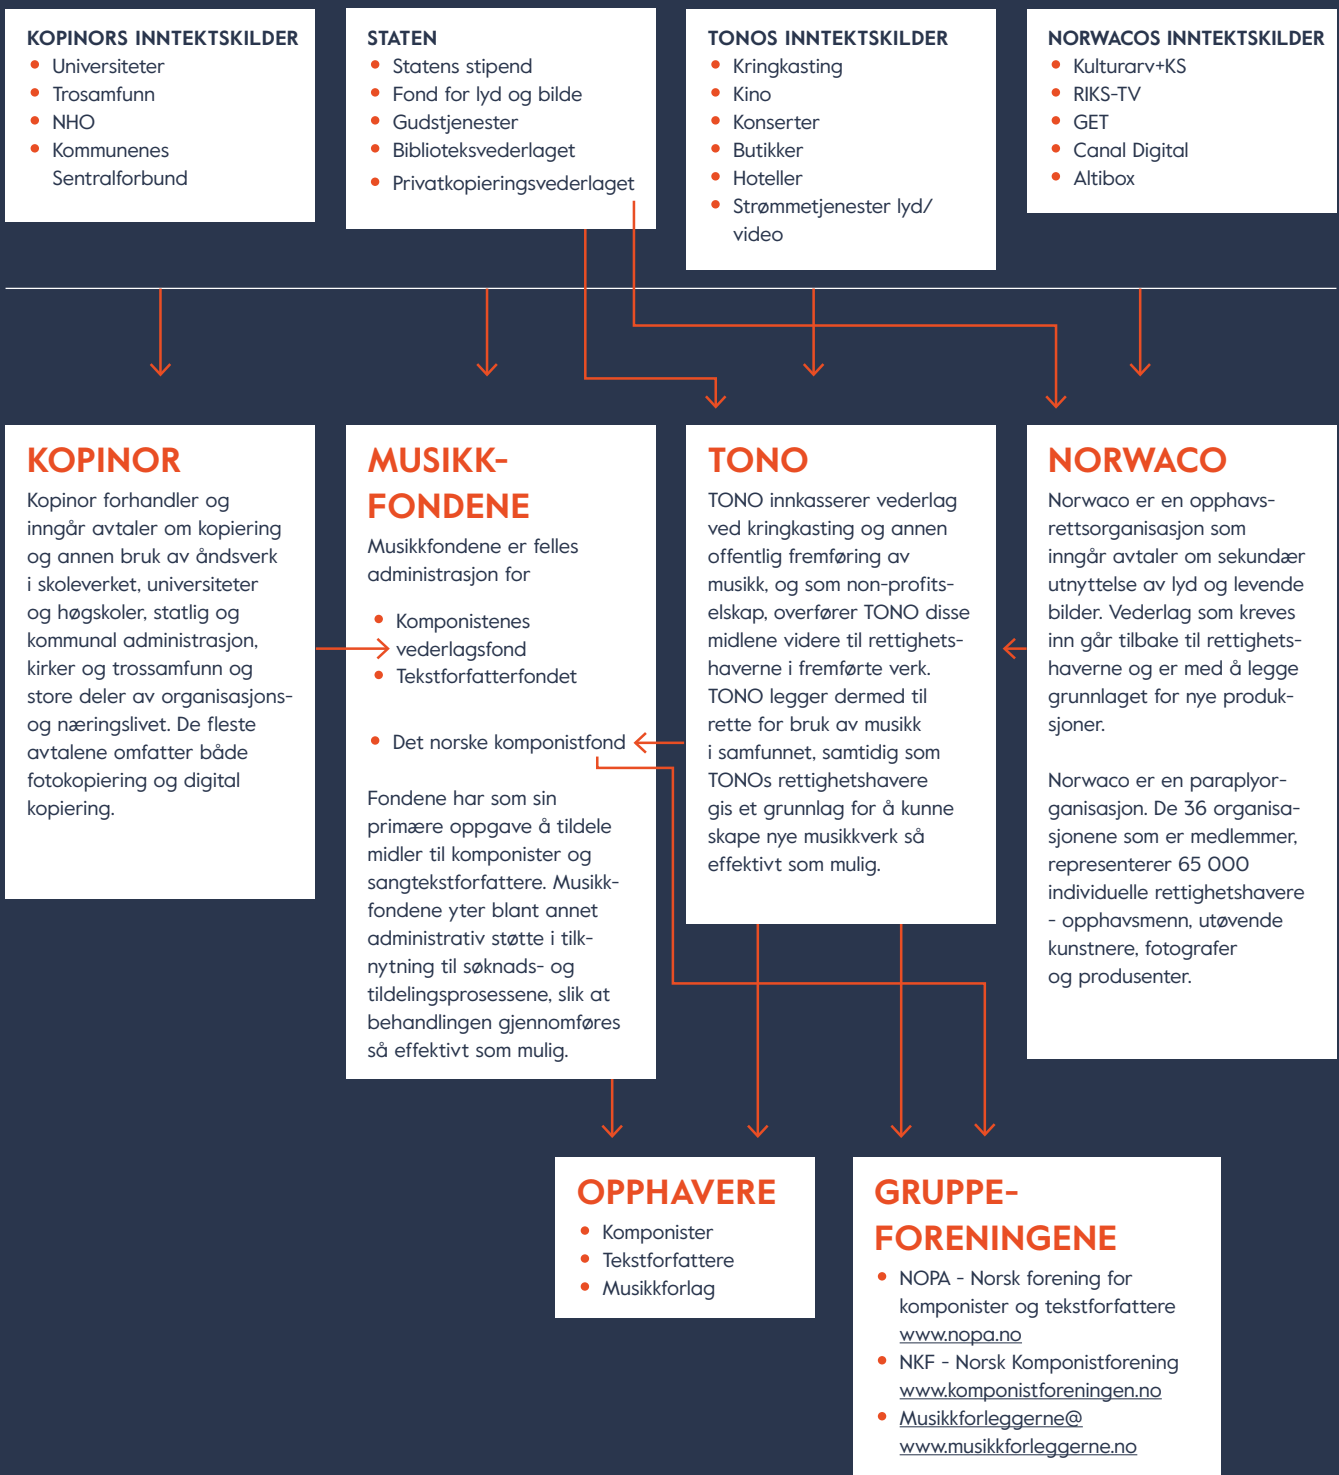 KOPINORS INNTEKTSKILDER
• Universiteter
• Trosamfunn
• NHO
• Kommunenes
Sentralforbund
STATEN
• Statens stipend
• Fond for lyd og bilde
• Gudstjenester
• Biblioteksvederlaget
• Privatkopieringsvederlaget
TONOS INNTEKTSKILDER
• Kringkasting
• Kino
• Konserter
• Butikker
• Hoteller
• Strømmetjenester lyd/
video
NORWACOS INNTEKTSKILDER
• Kulturarv+KS
• RIKS-TV
• GET
• Canal Digital
• Altibox
KOPINOR
Kopinor forhandler og
inngår avtaler om kopiering
og annen bruk av åndsverk
i skoleverket, universiteter
og høgskoler, statlig og
kommunal administrasjon,
kirker og trossamfunn og
store deler av organisasjons-
og næringslivet. De fleste
avtalene omfatter både
fotokopiering og digital
kopiering.
MUSIKK-
FONDENE
Musikkfondene er felles
administrasjon for
• Komponistenes
vederlagsfond
• Tekstforfatterfondet
• Det norske komponistfond
Fondene har som sin
primære oppgave å tildele
midler til komponister og
sangtekstforfattere. Musikk-
fondene yter blant annet
administrativ støtte i tilk-
nytning til søknads- og
tildelingsprosessene, slik at
behandlingen gjennomføres
så effektivt som mulig.
TONO
TONO innkasserer vederlag
ved kringkasting og annen
offentlig fremføring av
musikk, og som non-profits-
elskap, overfører TONO disse
midlene videre til rettighets-
haverne i fremførte verk.
TONO legger dermed til
rette for bruk av musikk
i samfunnet, samtidig som
TONOs rettighetshavere
gis et grunnlag for å kunne
skape nye musikkverk så
effektivt som mulig.
NORWACO
Norwaco er en opphavs-
rettsorganisasjon som
inngår avtaler om sekundær
utnyttelse av lyd og levende
bilder. Vederlag som kreves
inn går tilbake til rettighets-
haverne og er med å legge
grunnlaget for nye produk-
sjoner.
Norwaco er en paraplyor-
ganisasjon. De 36 organisa-
sjonene som er medlemmer,
representerer 65 000
individuelle rettighetshavere
- opphavsmenn, utøvende
kunstnere, fotografer
og produsenter.
OPPHAVERE
• Komponister
• Tekstforfattere
• Musikkforlag
GRUPPE-
FORENINGENE
• NOPA - Norsk forening for
komponister og tekstforfattere
www.nopa.no
• NKF - Norsk Komponistforening
www.komponistforeningen.no
• Musikkforleggerne@
www.musikkforleggerne.no